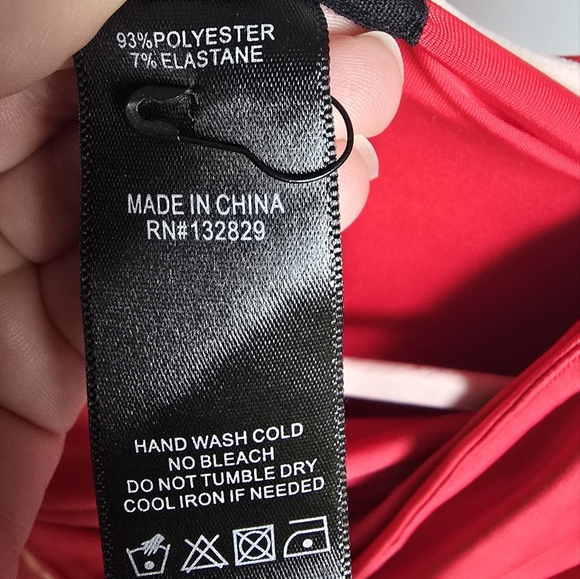 93%POLYESTER
7% ELASTANE
MADE IN CHINA
RN#132829
HAND WASH COLD
NO BLEACH
DO NOT TUMBLE DRY
COOL IRON IF NEEDED